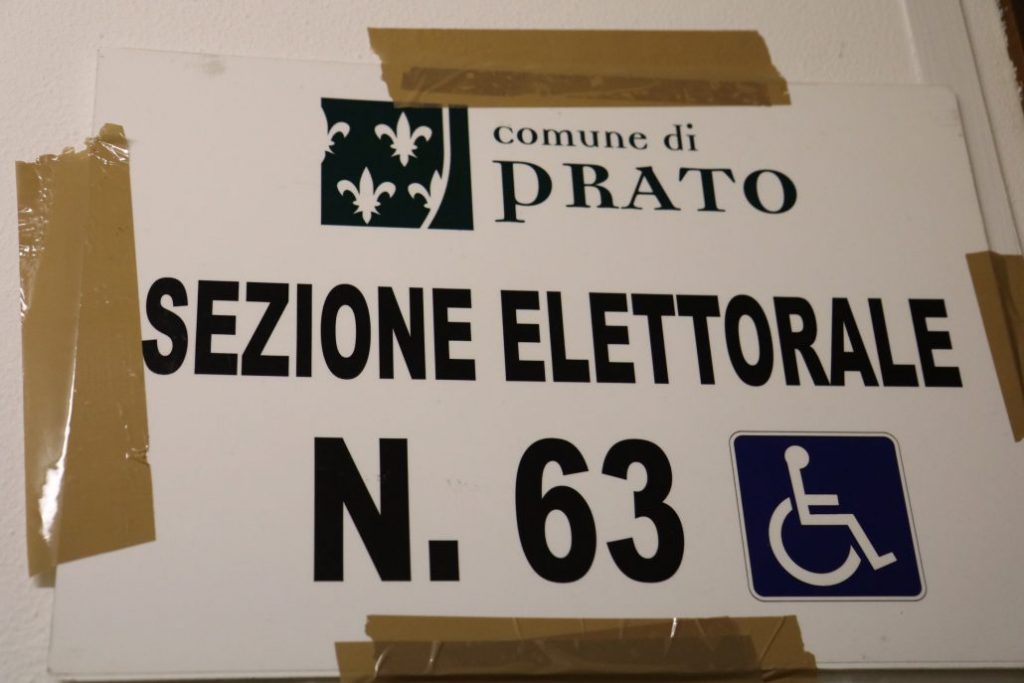 comune di
PRATO
SEZIONE ELETTORALE
N. 63